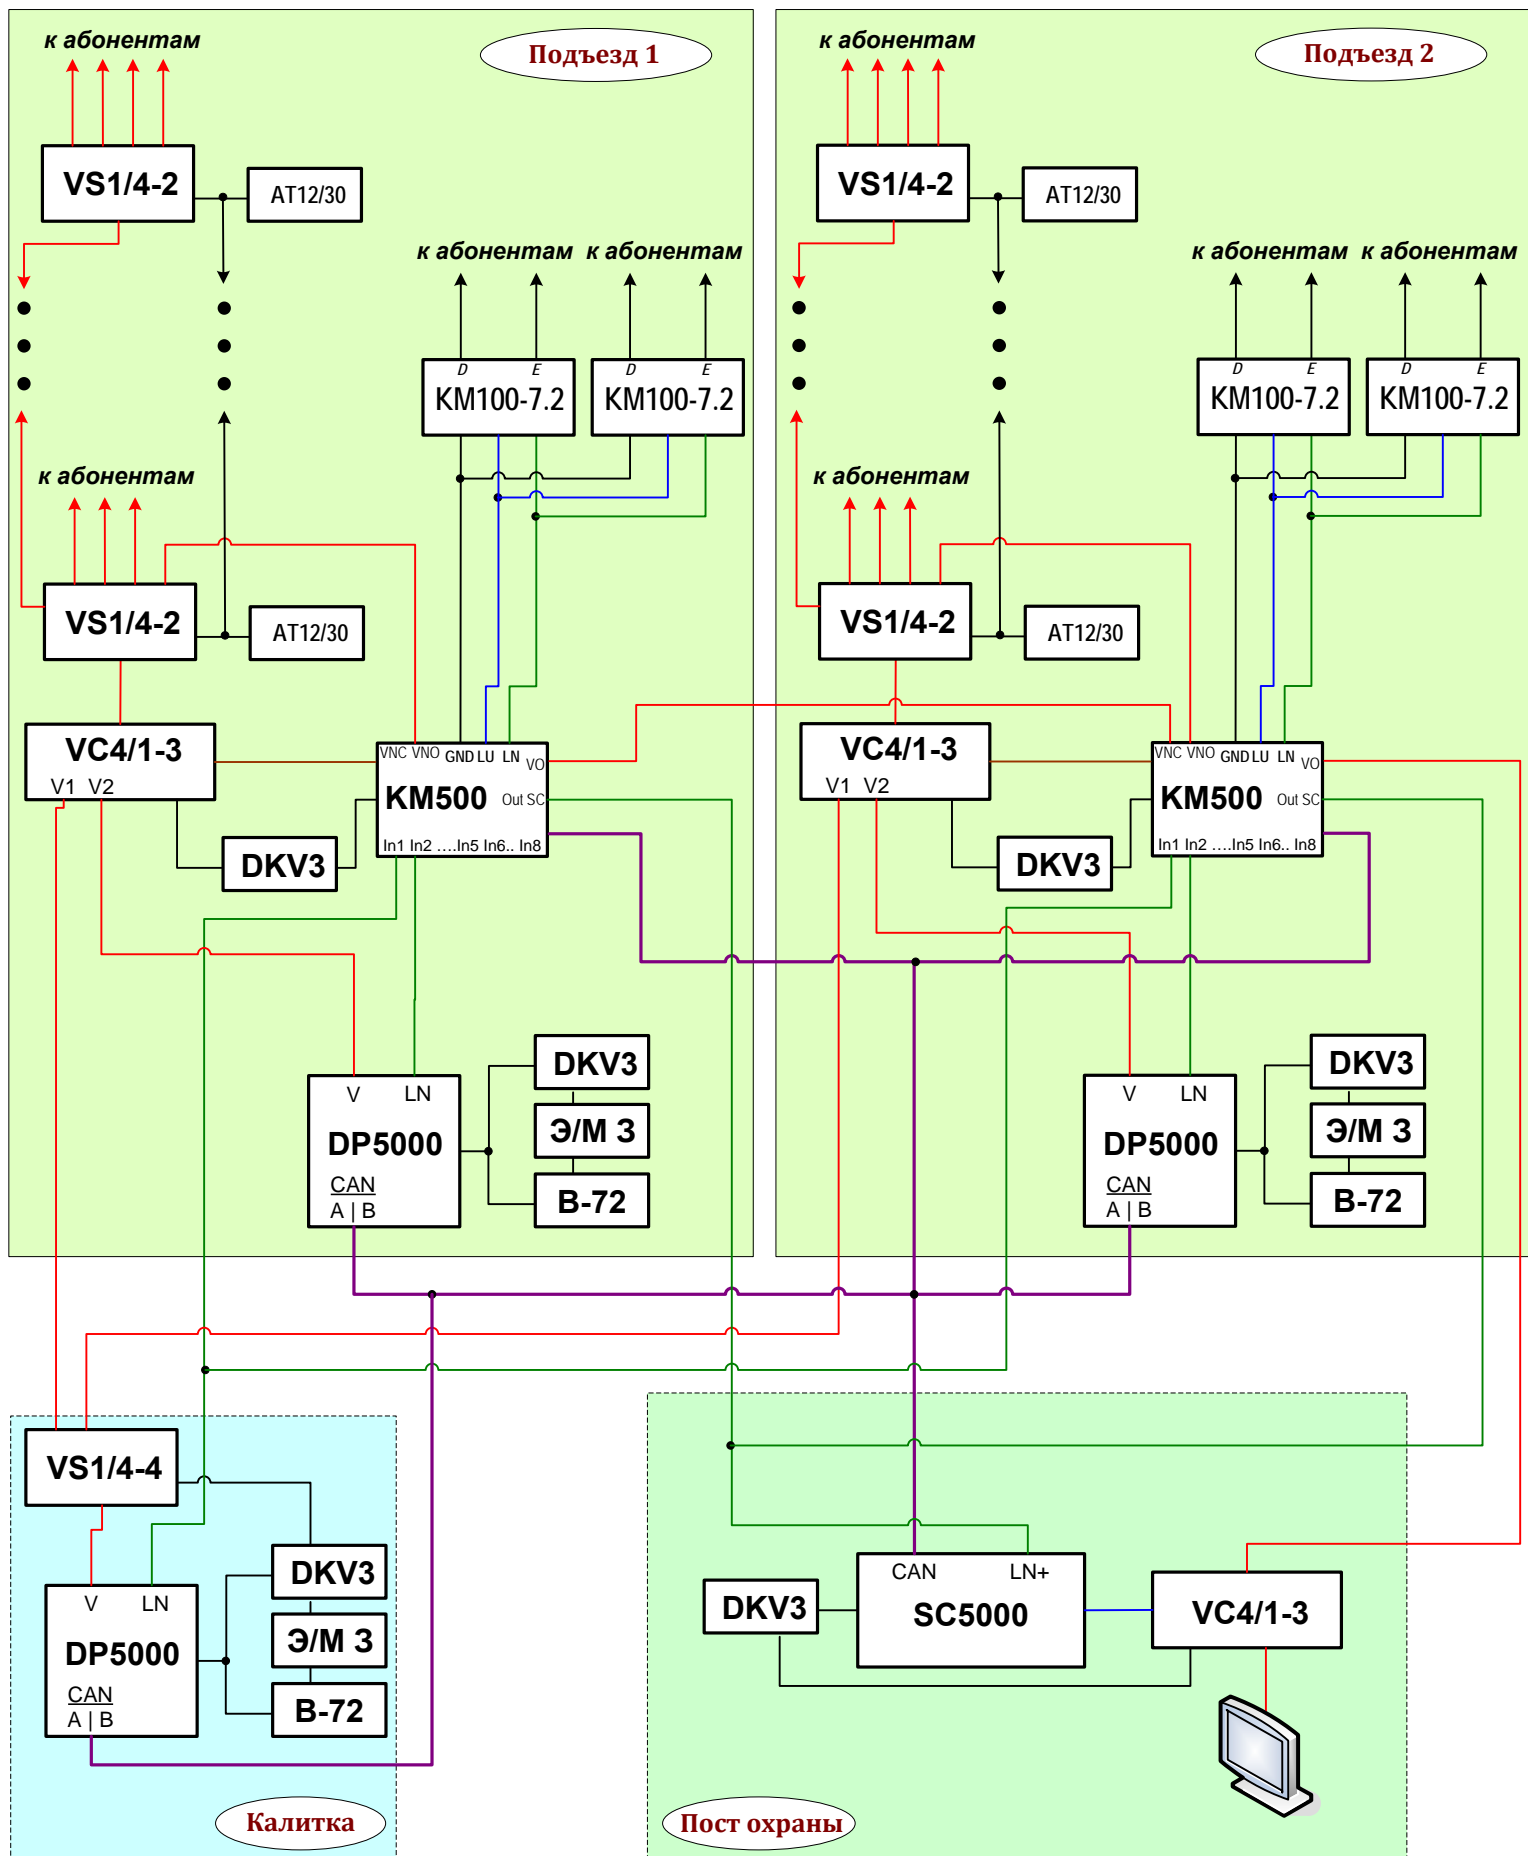 Подъезд 1
к абонентам
VS1/4-2
AT12/30
к абонентам
к абонентам
D
E
KM100-7.2
D
E
KM100-7.2
к абонентам
VS1/4-2
AT12/30
VC4/1-3
V1 V2
VNC VNO GND LU LN VO
KM500
Out SC
In1 In2 ….In5 In6.. In8
DKV3
V LN
DP5000
CAN
A | B
DKV3
Э/М З
B-72
Подъезд 2
к абонентам
VS1/4-2
AT12/30
к абонентам
к абонентам
D
E
KM100-7.2
D
E
KM100-7.2
к абонентам
VS1/4-2
AT12/30
VC4/1-3
V1 V2
VNC VNO GND LU LN VO
KM500
Out SC
In1 In2 ….In5 In6.. In8
DKV3
V LN
DP5000
CAN
A | B
DKV3
Э/М З
B-72
VS1/4-4
V LN
DP5000
CAN
A | B
DKV3
Э/М З
B-72
Калитка
CAN LN+
SC5000
DKV3
VC4/1-3
Пост охраны